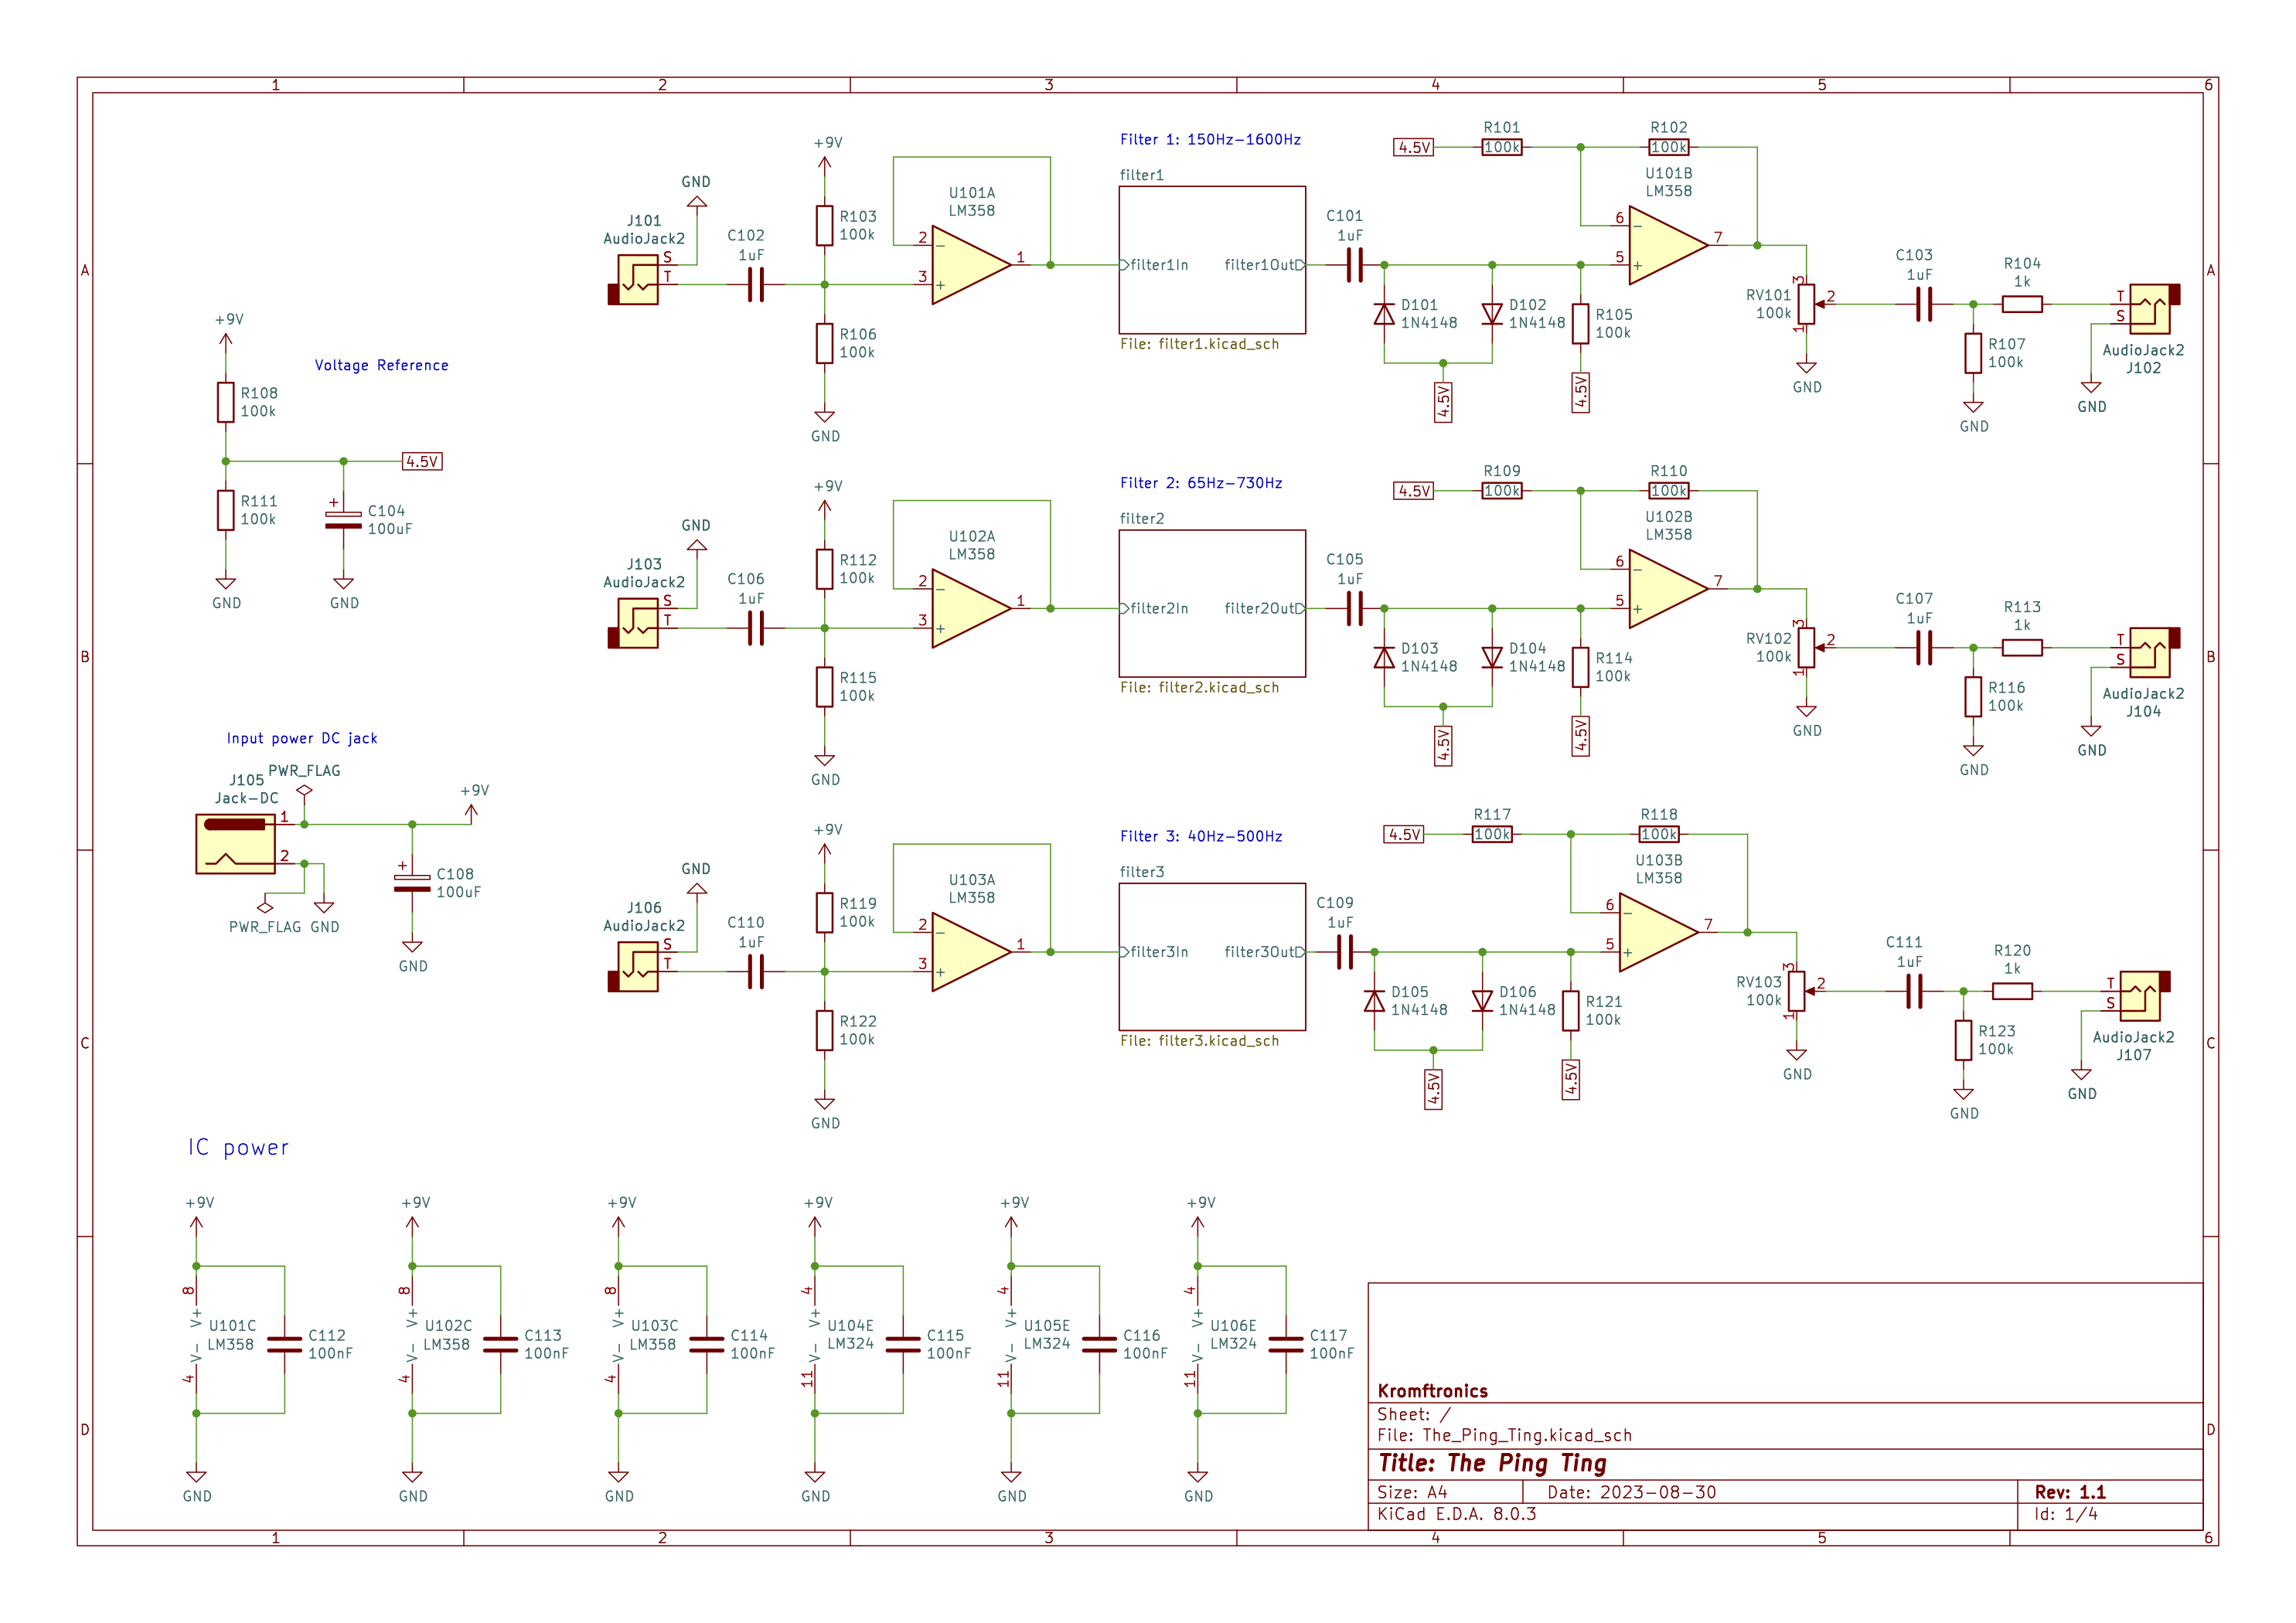 1 2 3 4 5 6
A
B
C
D
A
B
C
D
1 2 3 4 5 6
+9V
R108
100k
Voltage Reference
4.5V
R111
100k
+
C104
100uF
GND
GND
Input power DC jack
PWR_FLAG
J105
Jack-DC
1
2
+9V
+
C108
100uF
PWR_FLAG
GND
GND
J101
AudioJack2
S
T
GND
C102
1uF
+9V
R103
100k
R106
100k
GND
U101A
LM358
2
−
3
+
1
Filter 1: 150Hz-1600Hz
filter1
filter1In
filter1Out
File: filter1.kicad_sch
C101
1uF
D101
1N4148
D102
1N4148
4.5V
R105
100k
4.5V
4.5V
R101
100k
R102
100k
U101B
LM358
6
−
5
+
7
RV101
100k
3
2
1
GND
C103
1uF
R107
100k
GND
R104
1k
T
S
AudioJack2
J102
GND
J103
AudioJack2
S
T
GND
C106
1uF
+9V
R112
100k
R115
100k
GND
U102A
LM358
2
−
3
+
1
Filter 2: 65Hz-730Hz
filter2
filter2In
filter2Out
File: filter2.kicad_sch
C105
1uF
D103
1N4148
D104
1N4148
4.5V
R114
100k
4.5V
4.5V
R109
100k
R110
100k
U102B
LM358
6
−
5
+
7
RV102
100k
3
2
1
GND
C107
1uF
R116
100k
GND
R113
1k
T
S
AudioJack2
J104
GND
J106
AudioJack2
S
T
GND
C110
1uF
+9V
R119
100k
R122
100k
GND
U103A
LM358
2
−
3
+
1
Filter 3: 40Hz-500Hz
filter3
filter3In
filter3Out
File: filter3.kicad_sch
C109
1uF
D105
1N4148
D106
1N4148
4.5V
R121
100k
4.5V
4.5V
R117
100k
R118
100k
U103B
LM358
6
−
5
+
7
RV103
100k
3
2
1
GND
C111
1uF
R123
100k
GND
R120
1k
T
S
AudioJack2
J107
GND
IC power
+9V
8
V+
U101C
LM358
V-
4
C112
100nF
GND
+9V
8
V+
U102C
LM358
V-
4
C113
100nF
GND
+9V
8
V+
U103C
LM358
V-
4
C114
100nF
GND
+9V
4
V+
U104E
LM324
V-
11
C115
100nF
GND
+9V
4
V+
U105E
LM324
V-
11
C116
100nF
GND
+9V
4
V+
U106E
LM324
V-
11
C117
100nF
GND
Kromftronics
Sheet: /
File: The_Ping_Ting.kicad_sch
Title: The Ping Ting
Size: A4 Date: 2023-08-30 Rev: 1.1
KiCad E.D.A. 8.0.3 Id: 1/4